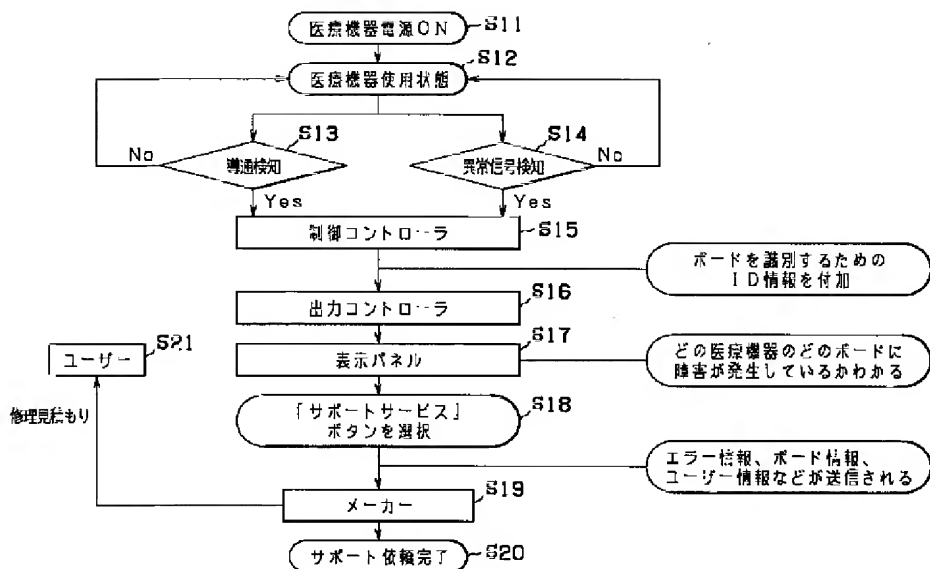 医療機器電源ON
S11
医療機器使用状態
S12
導通検知
S13
異常信号検知
S14
No
No
Yes
Yes
制御コントローラ
S15
ボードを識別するための
ID情報を付加
出力コントローラ
S16
表示パネル
S17
どの医療機器のどのボードに
障害が発生しているかわかる
ユーザー
S21
修理見積もり
「サポートサービス」
ボタンを選択
S18
エラー情報、ボード情報、
ユーザー情報などが送信される
メーカー
S19
サポート依頼完了
S20